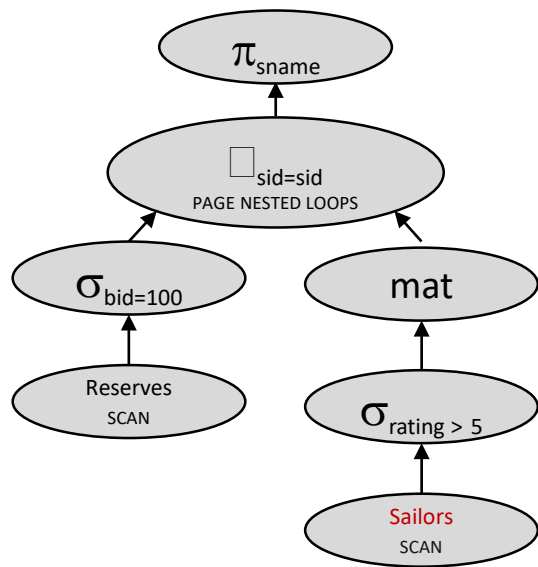 π sname
□ sid=sid
PAGE NESTED LOOPS
σ bid=100
mat
Reserves
SCAN
σ rating > 5
Sailors
SCAN